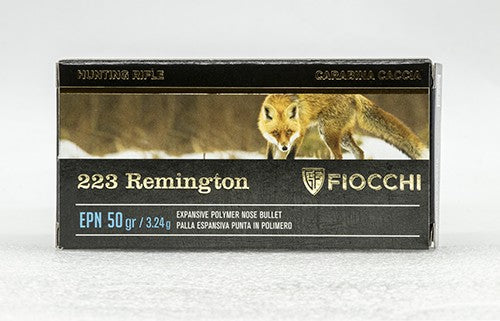 HUNTING RIFLE CARABINA CACCIA
223 Remington FIOCCHI
EPN 50 gr / 3.24 g
EXPANSIVE POLYMER NOSE BULLET
PALLA ESPANSIVA PUNTA IN POLIMERO